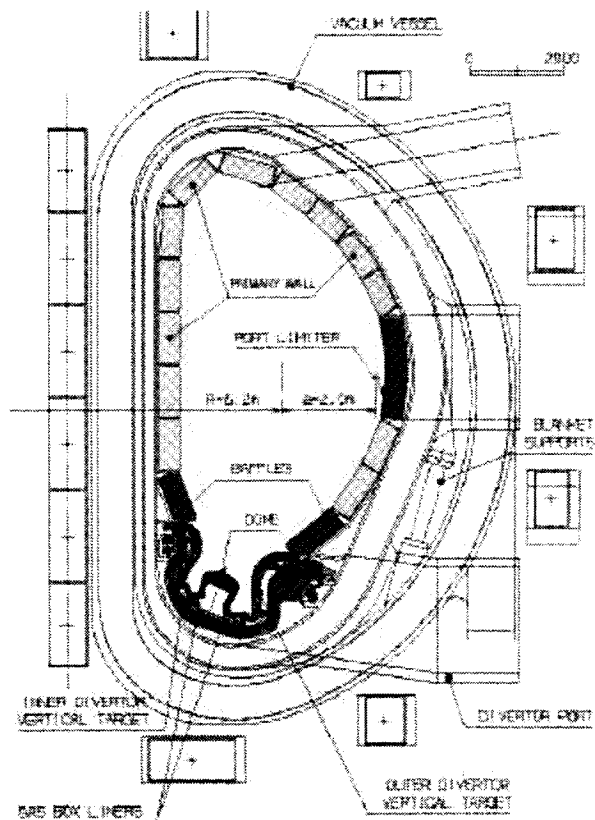 VACUUM VESSEL
0 2000
PRIMARY WALL
PORT LIMITER
R=6.2m a=2.0m
BLANKET
SUPPORTS
BAFFLES
DOME
INNER DIVERTOR
VERTICAL TARGET
DIVERTOR PORT
OUTER DIVERTOR
VERTICAL TARGET
GAS BOX LINERS